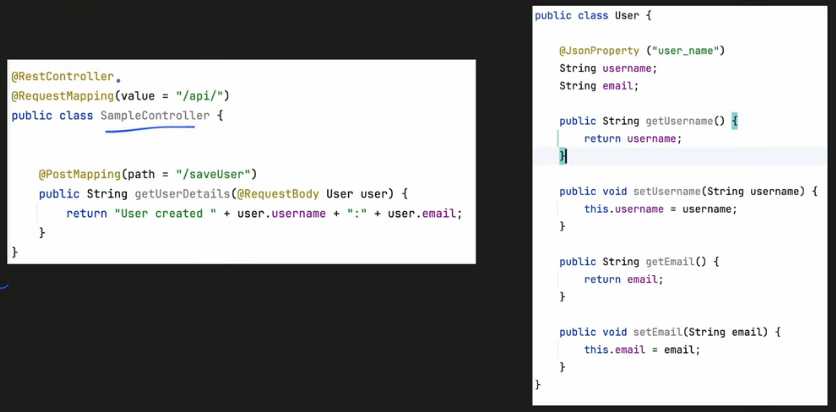 @RestController
@RequestMapping(value = "/api/")
public class SampleController {
@PostMapping(path = "/saveUser")
public String getUserDetails(@RequestBody User user) {
return "User created " + user.username + ":" + user.email;
}
}
public class User {
@JsonProperty ("user_name")
String username;
String email;
public String getUsername() {
return username;
}
public void setUsername(String username) {
this.username = username;
}
public String getEmail() {
return email;
}
public void setEmail(String email) {
this.email = email;
}
}